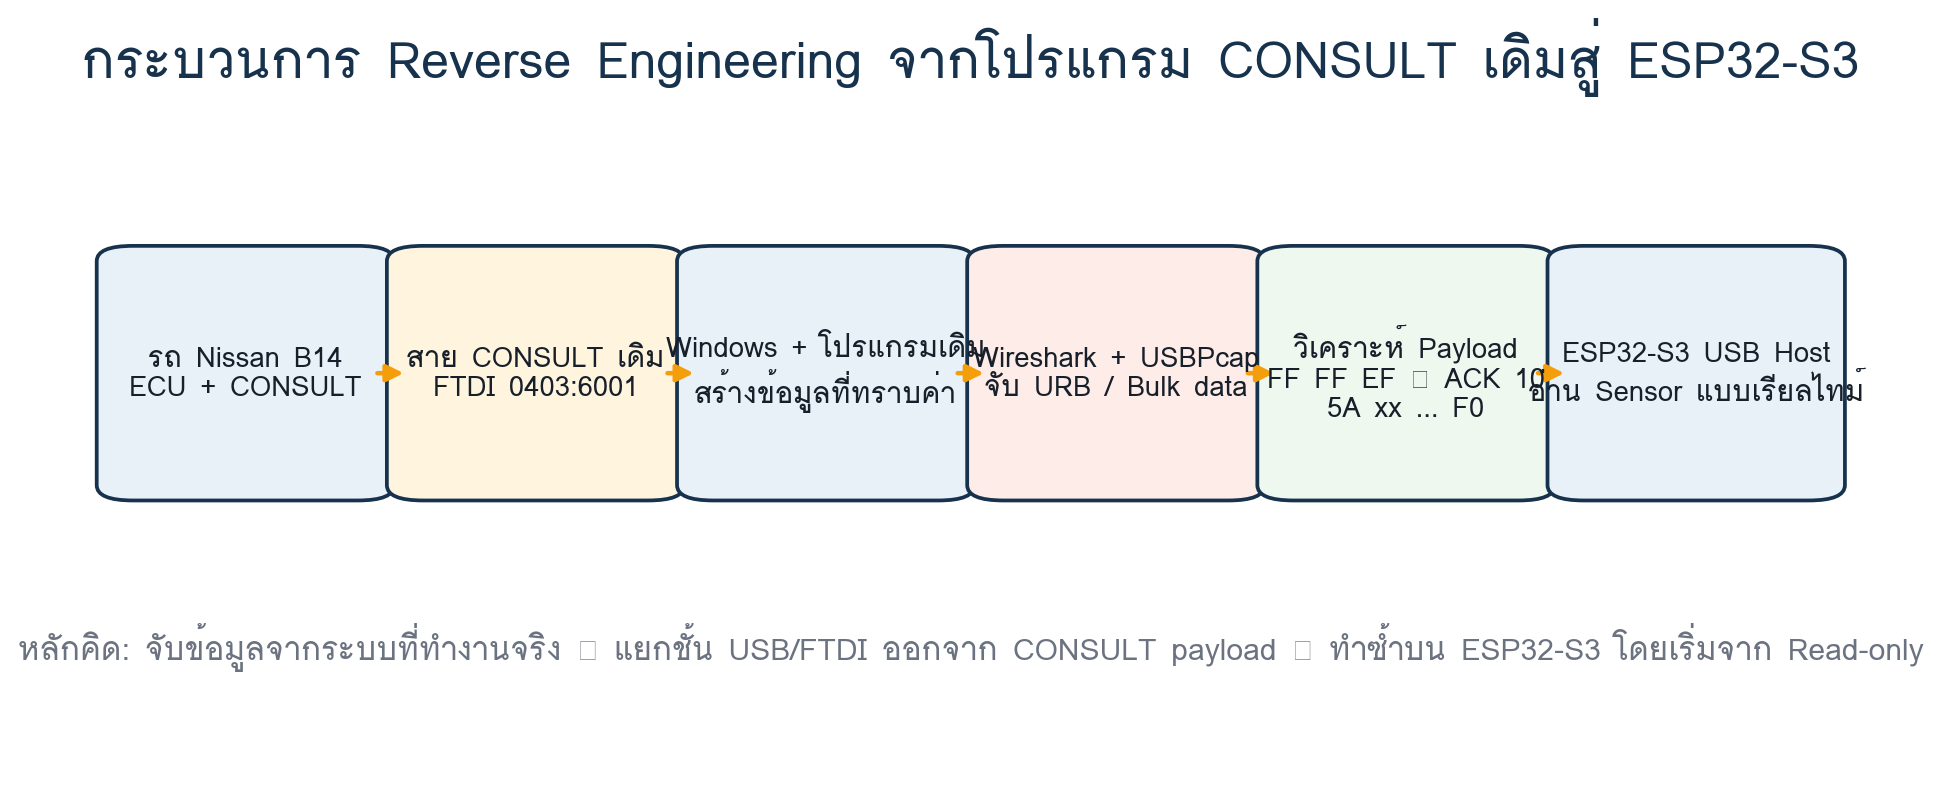 กระบวนการ Reverse Engineering จากโปรแกรม CONSULT เดิมสู่ ESP32-S3
รถ Nissan B14
ECU + CONSULT
สาย CONSULT เดิม
FTDI 0403:6001
Windows + โปรแกรมเดิม
สร้างข้อมูลที่ทราบค่า
Wireshark + USBPcap
จับ URB / Bulk data
วิเคราะห์ Payload
FF FF EF □ ACK 10
5A xx ... F0
ESP32-S3 USB Host
อ่าน Sensor แบบเรียลไทม์
หลักคิด: จับข้อมูลจากระบบที่ทำงานจริง □ แยกชั้น USB/FTDI ออกจาก CONSULT payload □ ทำซ้ำบน ESP32-S3 โดยเริ่มจาก Read-only